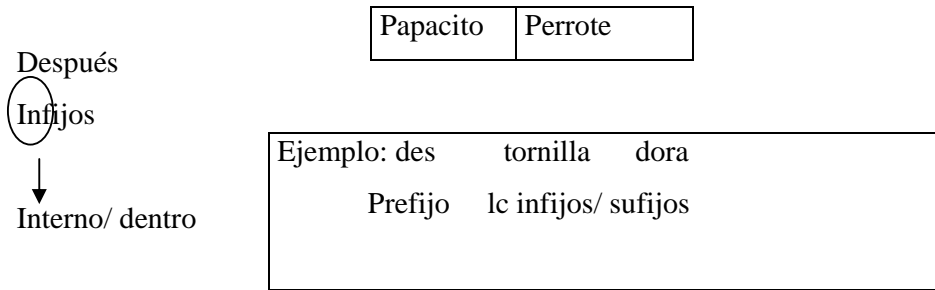 Papacito Perrote
Después
Infijos
Ejemplo: des tornilla dora
Prefijo lc infijos/ sufijos
Interno/ dentro